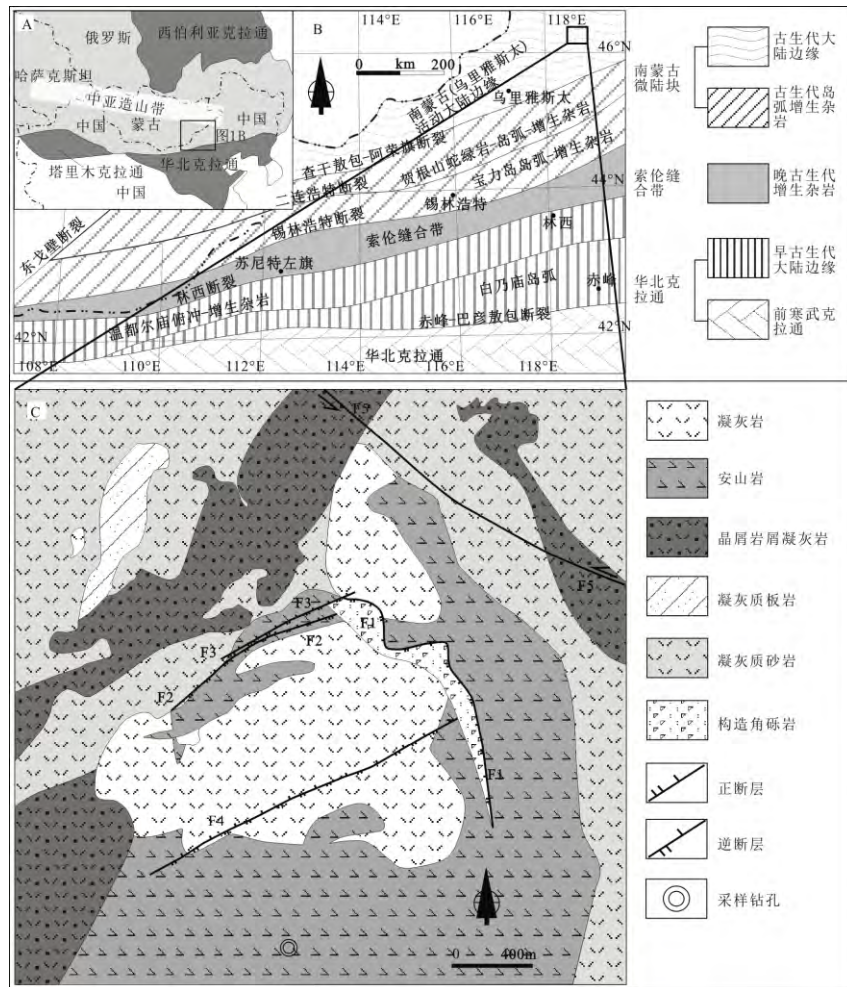 A
俄罗斯
西伯利亚克拉通
哈萨克斯坦
中亚造山带
中国
蒙古
中国
图1B
塔里木克拉通
华北克拉通
中国
B
0 km 200
114°E
116°E
118°E
46°N
南蒙古(乌里雅斯太)
活动大陆边缘
乌里雅斯太
查干敖包-阿荣旗断裂
二连浩特断裂
贺根山蛇绿岩-岛弧-增生杂岩
宝力岛岛弧-增生杂岩
44°N
锡林浩特断裂
锡林浩特
东戈壁断裂
索伦缝合带
林西
苏尼特左旗
林西断裂
白乃庙岛弧
赤峰
温都尔庙俯冲-增生杂岩
赤峰-巴彦敖包断裂
42°N
42°N
华北克拉通
108°E
110°E
112°E
114°E
116°E
118°E
南蒙古
微陆块
古生代大
陆边缘
古生代岛
弧增生杂
岩
索伦缝
合带
晚古生代
增生杂岩
华北克
拉通
早古生代
大陆边缘
前寒武克
拉通
C
F5
F5
F3
F1
F2
F3
F2
F1
F4
0 400m
凝灰岩
安山岩
晶屑岩屑凝灰岩
凝灰质板岩
凝灰质砂岩
构造角砾岩
正断层
逆断层
采样钻孔